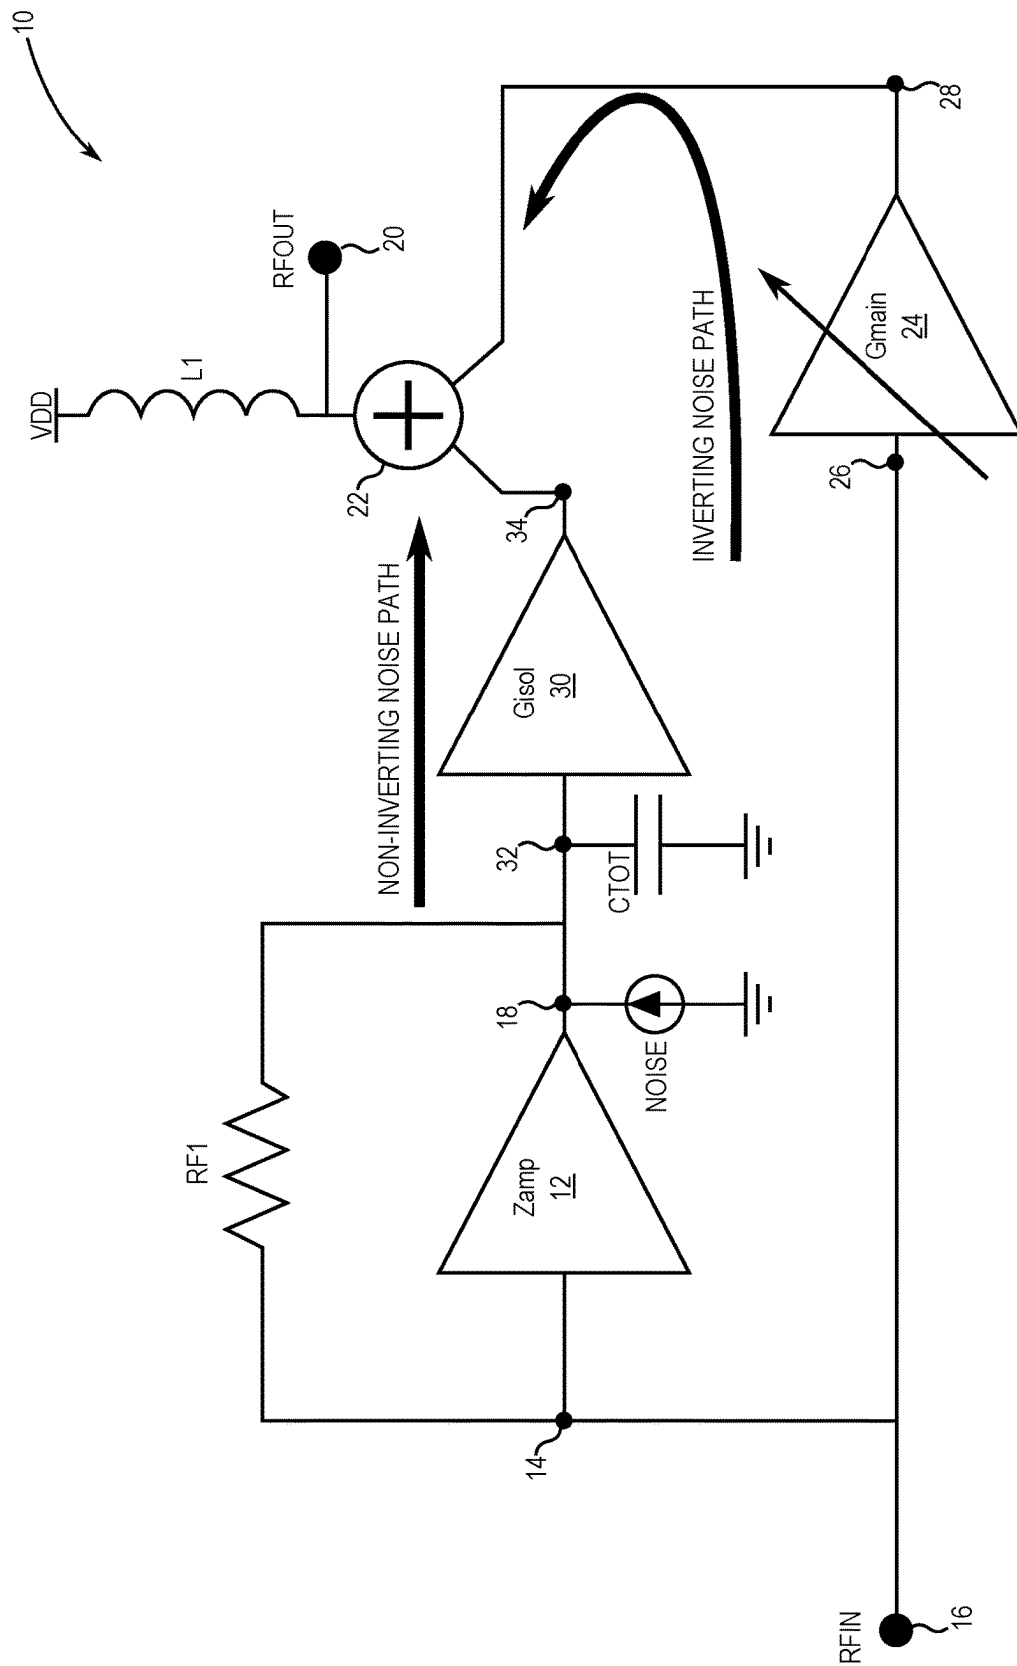 10
VDD
L1
RFOUT
20
22
NON-INVERTING NOISE PATH
INVERTING NOISE PATH
RF1
Zamp
12
14
18
NOISE
32
CTOT
Gisol
30
34
Gmain
24
26
28
RFIN
16